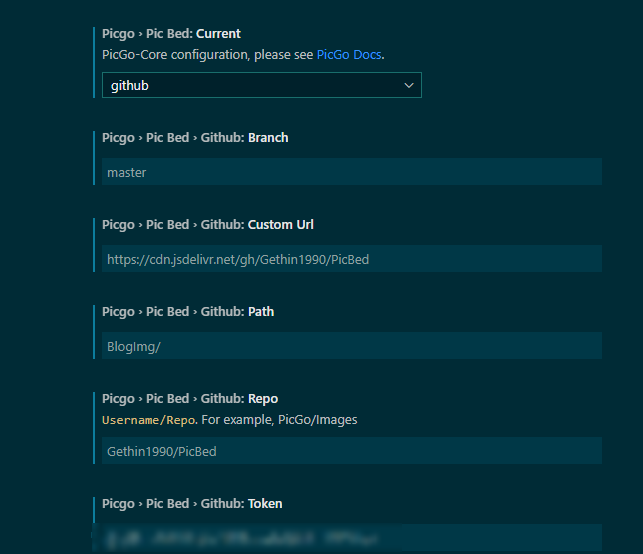 Picgo › Pic Bed: Current
PicGo-Core configuration, please see PicGo Docs.
github
Picgo › Pic Bed › Github: Branch
master
Picgo › Pic Bed › Github: Custom Url
https://cdn.jsdelivr.net/gh/Gethin1990/PicBed
Picgo › Pic Bed › Github: Path
BlogImg/
Picgo › Pic Bed › Github: Repo
Username/Repo. For example, PicGo/Images
Gethin1990/PicBed
Picgo › Pic Bed › Github: Token